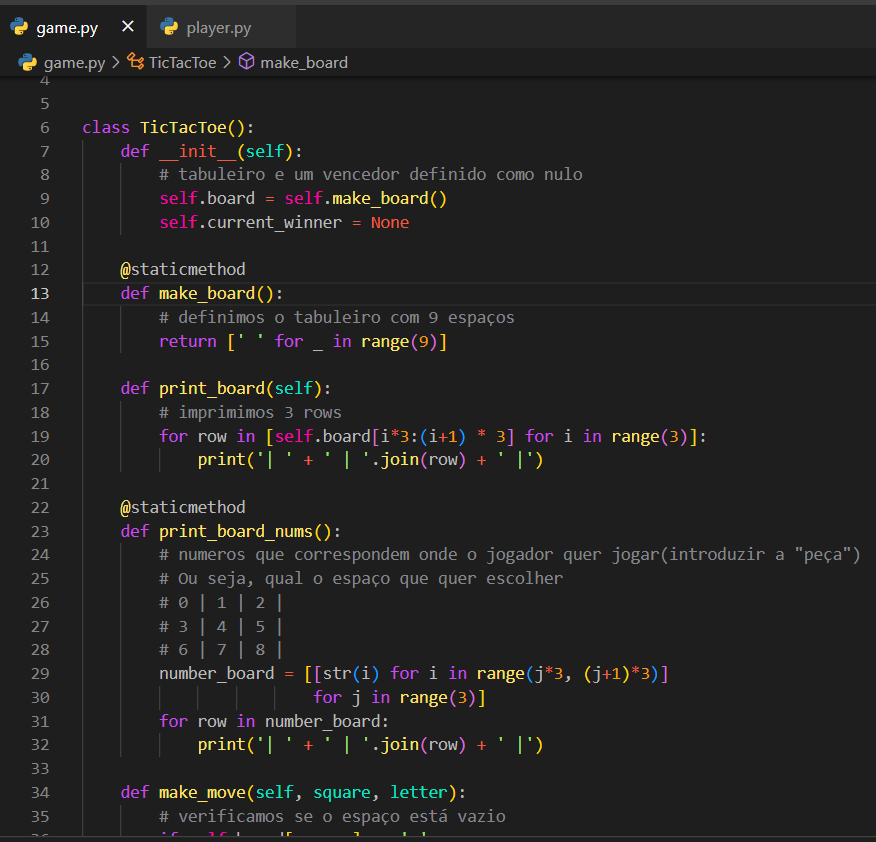 game.py × player.py
game.py > TicTacToe > make_board
4
5
6 class TicTacToe():
7     def __init__(self):
8         # tabuleiro e um vencedor definido como nulo
9         self.board = self.make_board()
10         self.current_winner = None
11
12     @staticmethod
13     def make_board():
14         # definimos o tabuleiro com 9 espaços
15         return [' ' for _ in range(9)]
16
17     def print_board(self):
18         # imprimimos 3 rows
19         for row in [self.board[i*3:(i+1) * 3] for i in range(3)]:
20             print('| ' + ' | '.join(row) + ' |')
21
22     @staticmethod
23     def print_board_nums():
24         # numeros que correspondem onde o jogador quer jogar(introduzir a "peça")
25         # Ou seja, qual o espaço que quer escolher
26         # 0 | 1 | 2 |
27         # 3 | 4 | 5 |
28         # 6 | 7 | 8 |
29         number_board = [[str(i) for i in range(j*3, (j+1)*3)]
30                         for j in range(3)]
31         for row in number_board:
32             print('| ' + ' | '.join(row) + ' |')
33
34     def make_move(self, square, letter):
35         # verificamos se o espaço está vazio